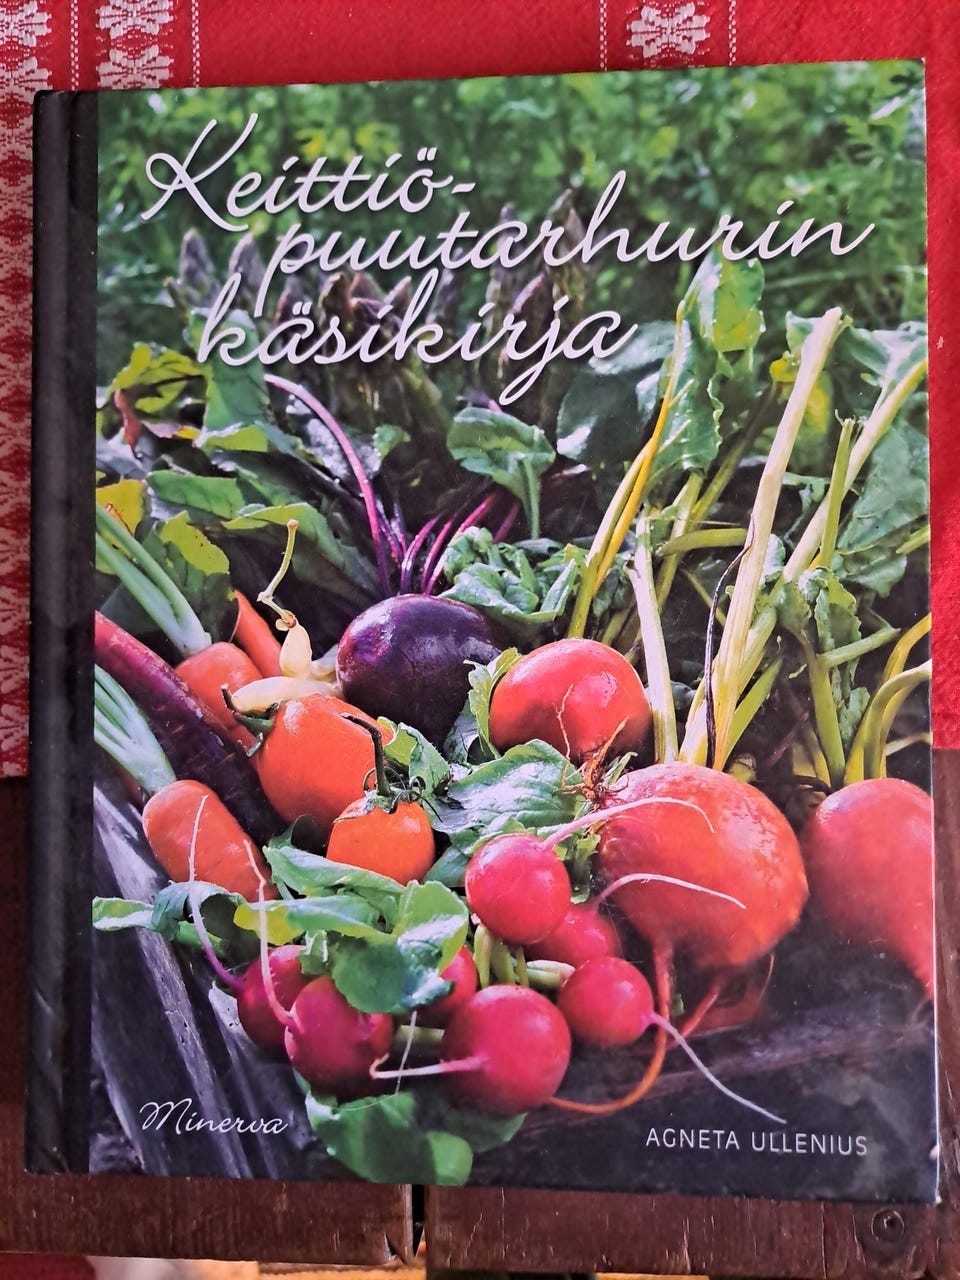 Keittiö-
puutarhurin
käsikirja
Minerva
AGNETA ULLENIUS